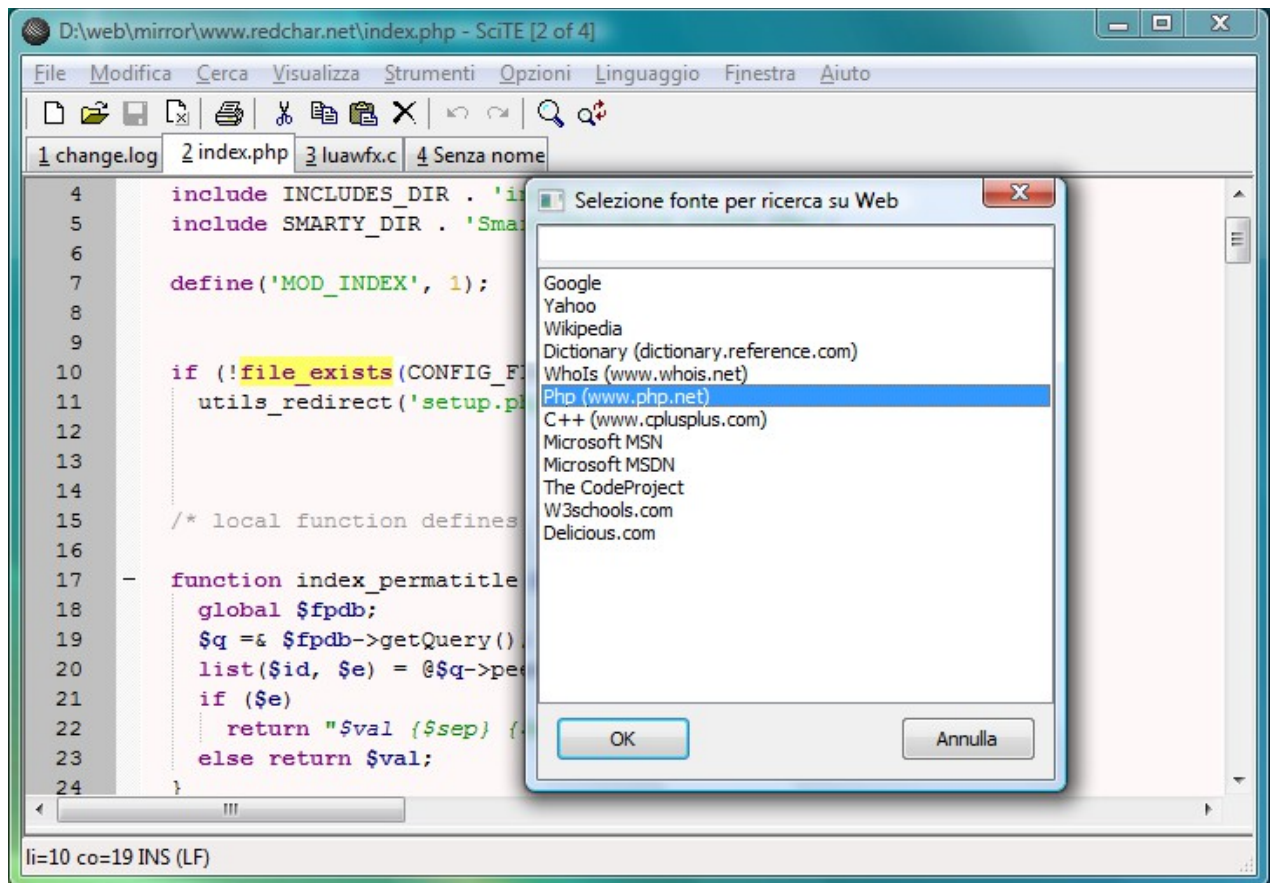 D:\web\mirror\www.redchar.net\index.php - SciTE [2 of 4]
File Modifica Cerca Visualizza Strumenti Opzioni Linguaggio Finestra Aiuto
1 change.log 2 index.php 3 luawfx.c 4 Senza nome
4 include INCLUDES_DIR . 'in
5 include SMARTY_DIR . 'Smar
6
7 define('MOD_INDEX', 1);
8
9
10 if (!file_exists(CONFIG_FI
11 utils_redirect('setup.ph
12
13
14
15 /* local function defines
16
17 - function index_permatitle
18 global $fpdb;
19 $q =& $fpdb->getQuery()
20 list($id, $e) = @$q->pee
21 if ($e)
22 return "$val {$sep} {
23 else return $val;
24 }
Selezione fonte per ricerca su Web
Google
Yahoo
Wikipedia
Dictionary (dictionary.reference.com)
WhoIs (www.whois.net)
Php (www.php.net)
C++ (www.cplusplus.com)
Microsoft MSN
Microsoft MSDN
The CodeProject
W3schools.com
Delicious.com
OK Annulla
li=10 co=19 INS (LF)